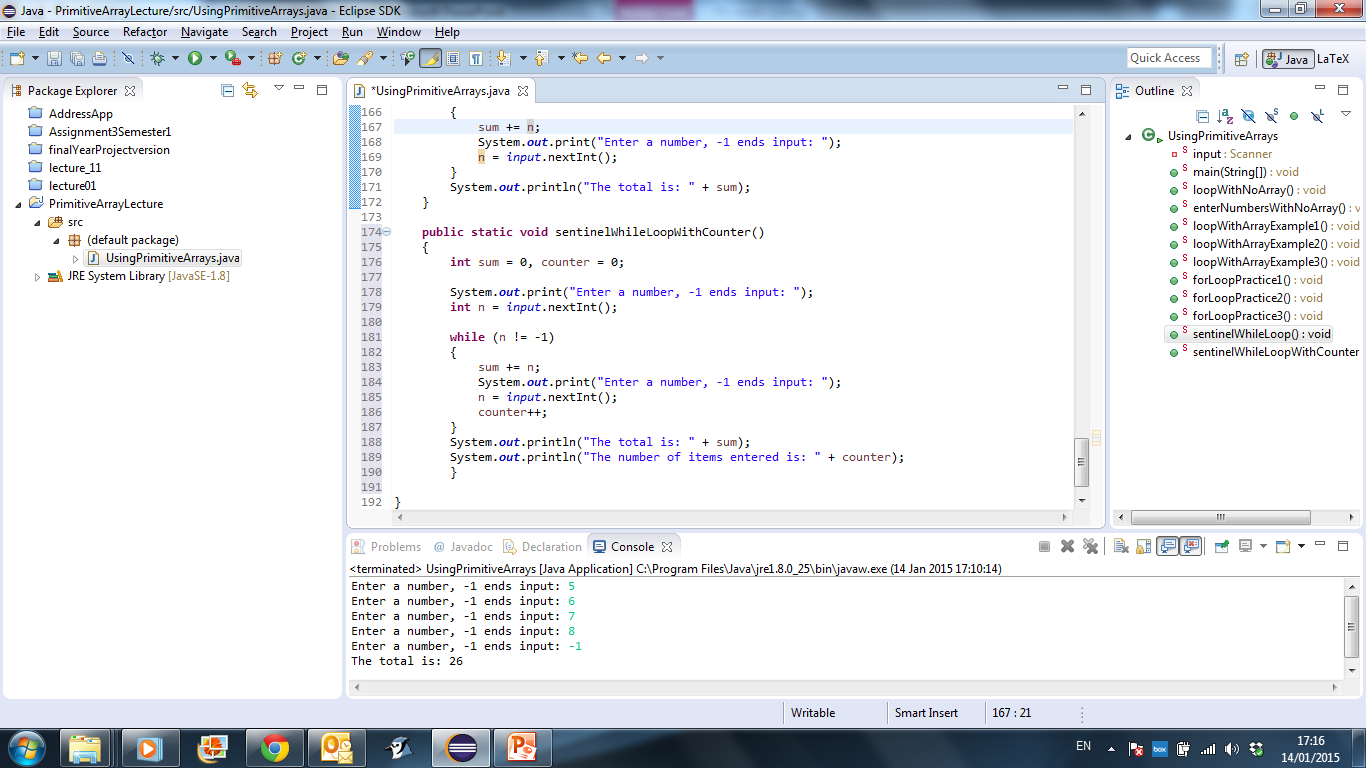 Java - PrimitiveArrayLecture/src/UsingPrimitiveArrays.java - Eclipse SDK
File Edit Source Refactor Navigate Search Project Run Window Help
Quick Access Java LaTeX
Package Explorer
AddressApp
Assignment3Semester1
finalYearProjectversion
lecture_11
lecture01
PrimitiveArrayLecture
src
(default package)
UsingPrimitiveArrays.java
JRE System Library [JavaSE-1.8]
*UsingPrimitiveArrays.java
166 {
167 sum += n;
168 System.out.print("Enter a number, -1 ends input: ");
169 n = input.nextInt();
170 }
171 System.out.println("The total is: " + sum);
172 }
173
174 public static void sentinelWhileLoopWithCounter()
175 {
176 int sum = 0, counter = 0;
177
178 System.out.print("Enter a number, -1 ends input: ");
179 int n = input.nextInt();
180
181 while (n != -1)
182 {
183 sum += n;
184 System.out.print("Enter a number, -1 ends input: ");
185 n = input.nextInt();
186 counter++;
187 }
188 System.out.println("The total is: " + sum);
189 System.out.println("The number of items entered is: " + counter);
190 }
191
192 }
Outline
UsingPrimitiveArrays
S input : Scanner
S main(String[]) : void
S loopWithNoArray() : void
S enterNumbersWithNoArray() : v
S loopWithArrayExample1() : void
S loopWithArrayExample2() : void
S loopWithArrayExample3() : void
S forLoopPractice1() : void
S forLoopPractice2() : void
S forLoopPractice3() : void
S sentinelWhileLoop() : void
S sentinelWhileLoopWithCounter
Problems @ Javadoc Declaration Console
<terminated> UsingPrimitiveArrays [Java Application] C:\Program Files\Java\jre1.8.0_25\bin\javaw.exe (14 Jan 2015 17:10:14)
Enter a number, -1 ends input: 5
Enter a number, -1 ends input: 6
Enter a number, -1 ends input: 7
Enter a number, -1 ends input: 8
Enter a number, -1 ends input: -1
The total is: 26
Writable Smart Insert 167 : 21
EN box 17:16
14/01/2015